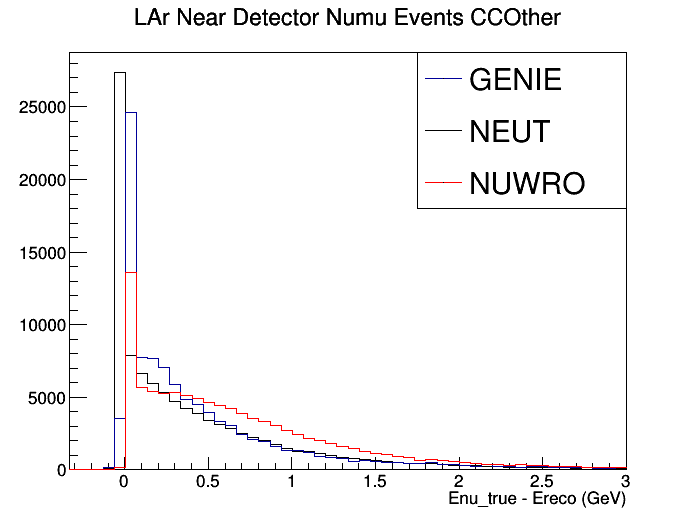 LAr Near Detector Numu Events CCOther
GENIE
NEUT
NUWRO
25000
20000
15000
10000
5000
0
0 0.5 1 1.5 2 2.5 3
Enu_true - Ereco (GeV)